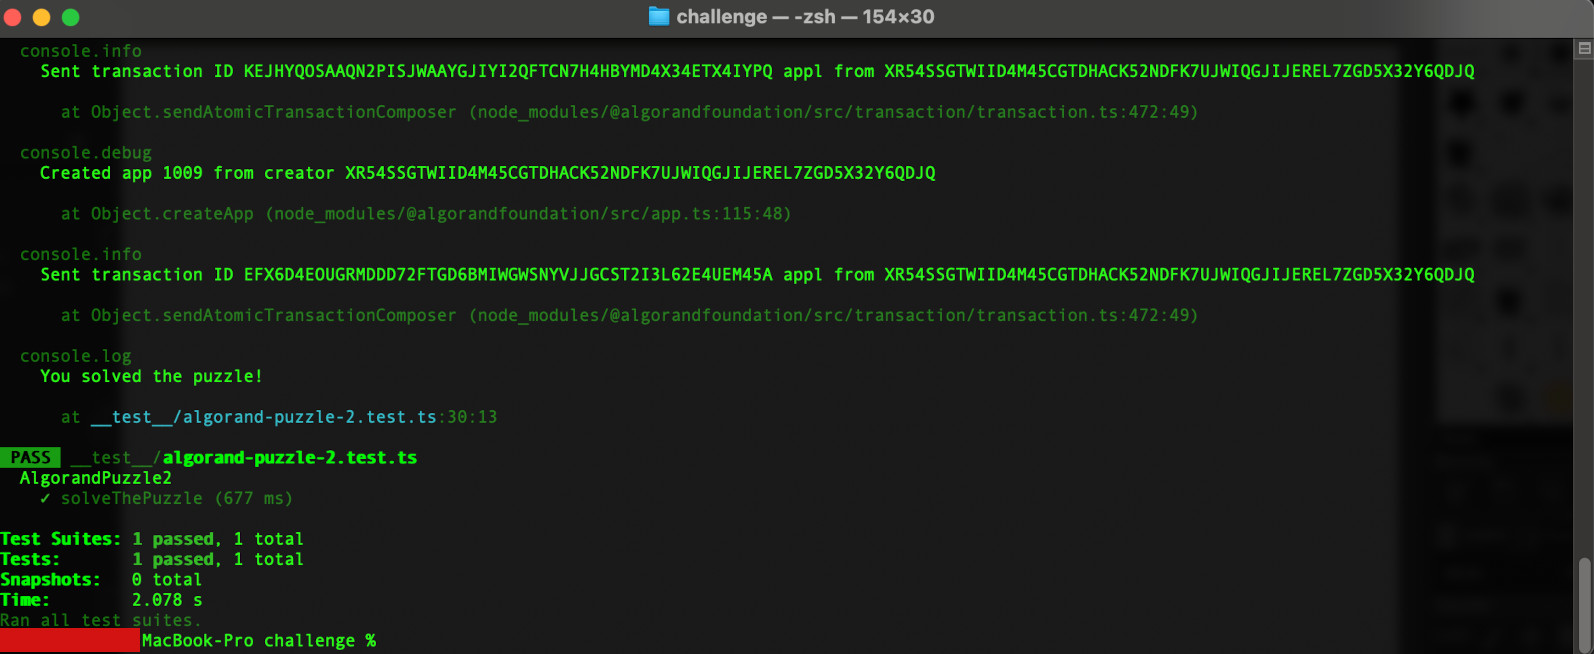 challenge — -zsh — 154×30
console.info
Sent transaction ID KEJHYQOSAAQN2PISJWAAYGJIYI2QFTCN7H4HBYMD4X34ETX4IYPQ appl from XR54SSGTWIID4M45CGTDHACK52NDFK7UJWIQGJIJEREL7ZGD5X32Y6QDJQ
at Object.sendAtomicTransactionComposer (node_modules/@algorandfoundation/src/transaction/transaction.ts:472:49)
console.debug
Created app 1009 from creator XR54SSGTWIID4M45CGTDHACK52NDFK7UJWIQGJIJEREL7ZGD5X32Y6QDJQ
at Object.createApp (node_modules/@algorandfoundation/src/app.ts:115:48)
console.info
Sent transaction ID EFX6D4EOUGRMDDD72FTGD6BMIWGWSNYVJJGCST2I3L62E4UEM45A appl from XR54SSGTWIID4M45CGTDHACK52NDFK7UJWIQGJIJEREL7ZGD5X32Y6QDJQ
at Object.sendAtomicTransactionComposer (node_modules/@algorandfoundation/src/transaction/transaction.ts:472:49)
console.log
You solved the puzzle!
at __test__/algorand-puzzle-2.test.ts:30:13
PASS __test__/algorand-puzzle-2.test.ts
AlgorandPuzzle2
✓ solveThePuzzle (677 ms)
Test Suites: 1 passed, 1 total
Tests: 1 passed, 1 total
Snapshots: 0 total
Time: 2.078 s
Ran all test suites.
MacBook-Pro challenge %